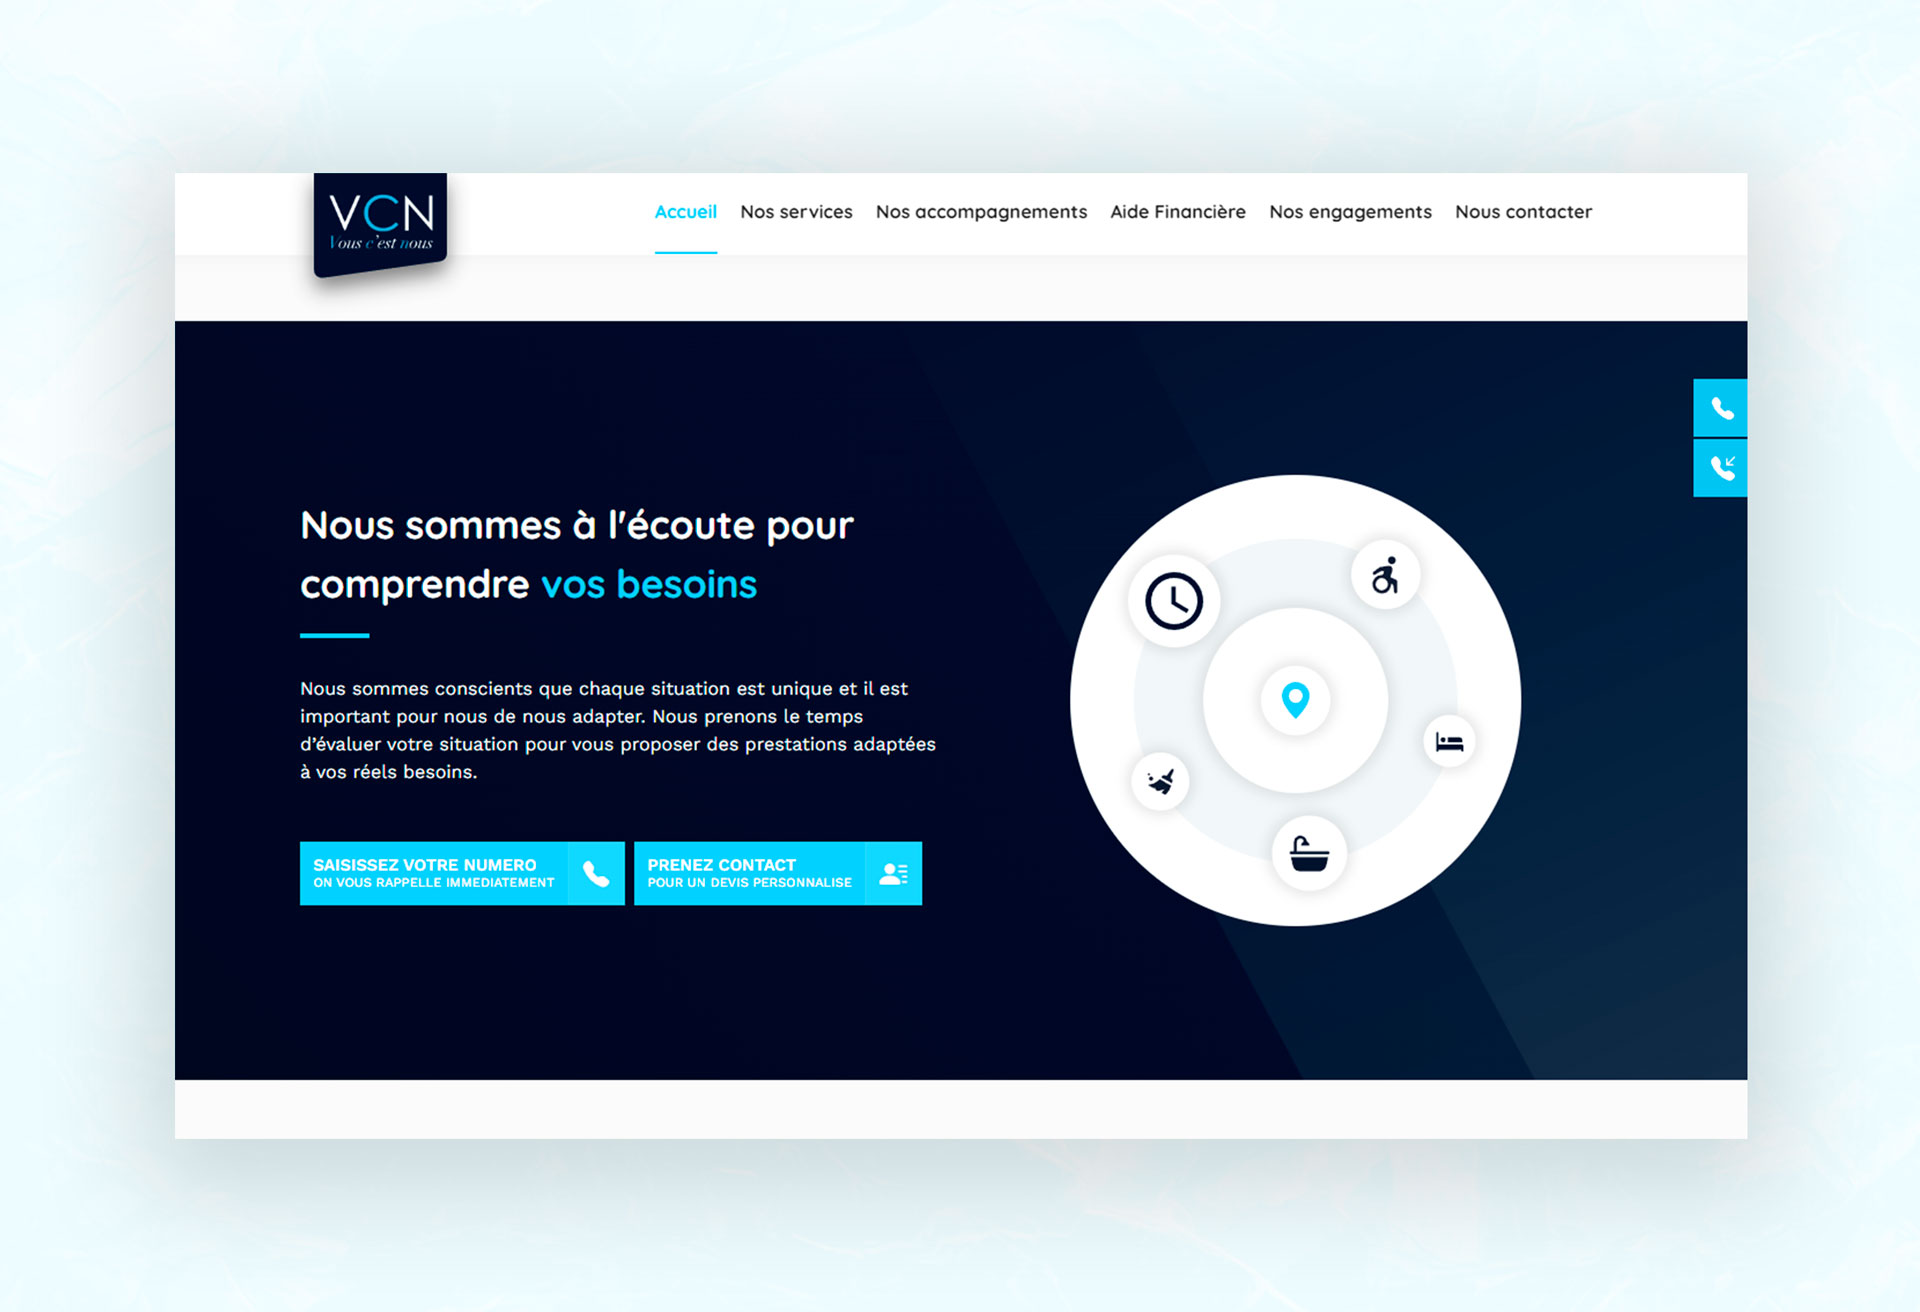 VCN
Vous c'est nous
Accueil
Nos services
Nos accompagnements
Aide Financière
Nos engagements
Nous contacter
Nous sommes à l'écoute pour
comprendre vos besoins
Nous sommes conscients que chaque situation est unique et il est
important pour nous de nous adapter. Nous prenons le temps
d’évaluer votre situation pour vous proposer des prestations adaptées
à vos réels besoins.
SAISISSEZ VOTRE NUMERO
ON VOUS RAPPELLE IMMEDIATEMENT
PRENEZ CONTACT
POUR UN DEVIS PERSONNALISE